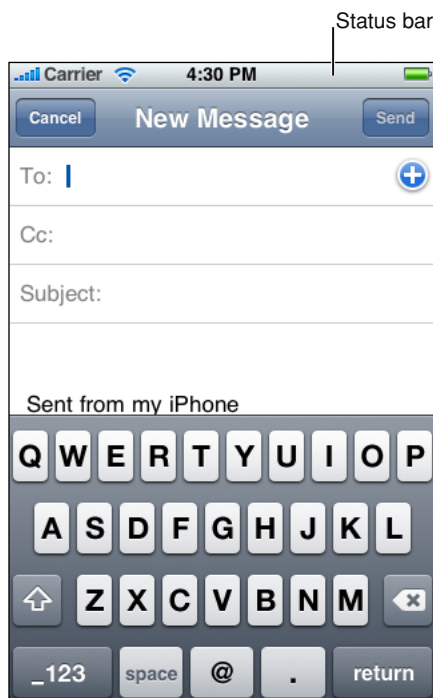 Status bar
Carrier 4:30 PM
Cancel New Message Send
To:
Cc:
Subject:
Sent from my iPhone
Q W E R T Y U I O P
A S D F G H J K L
Z X C V B N M
_123 space @ . return